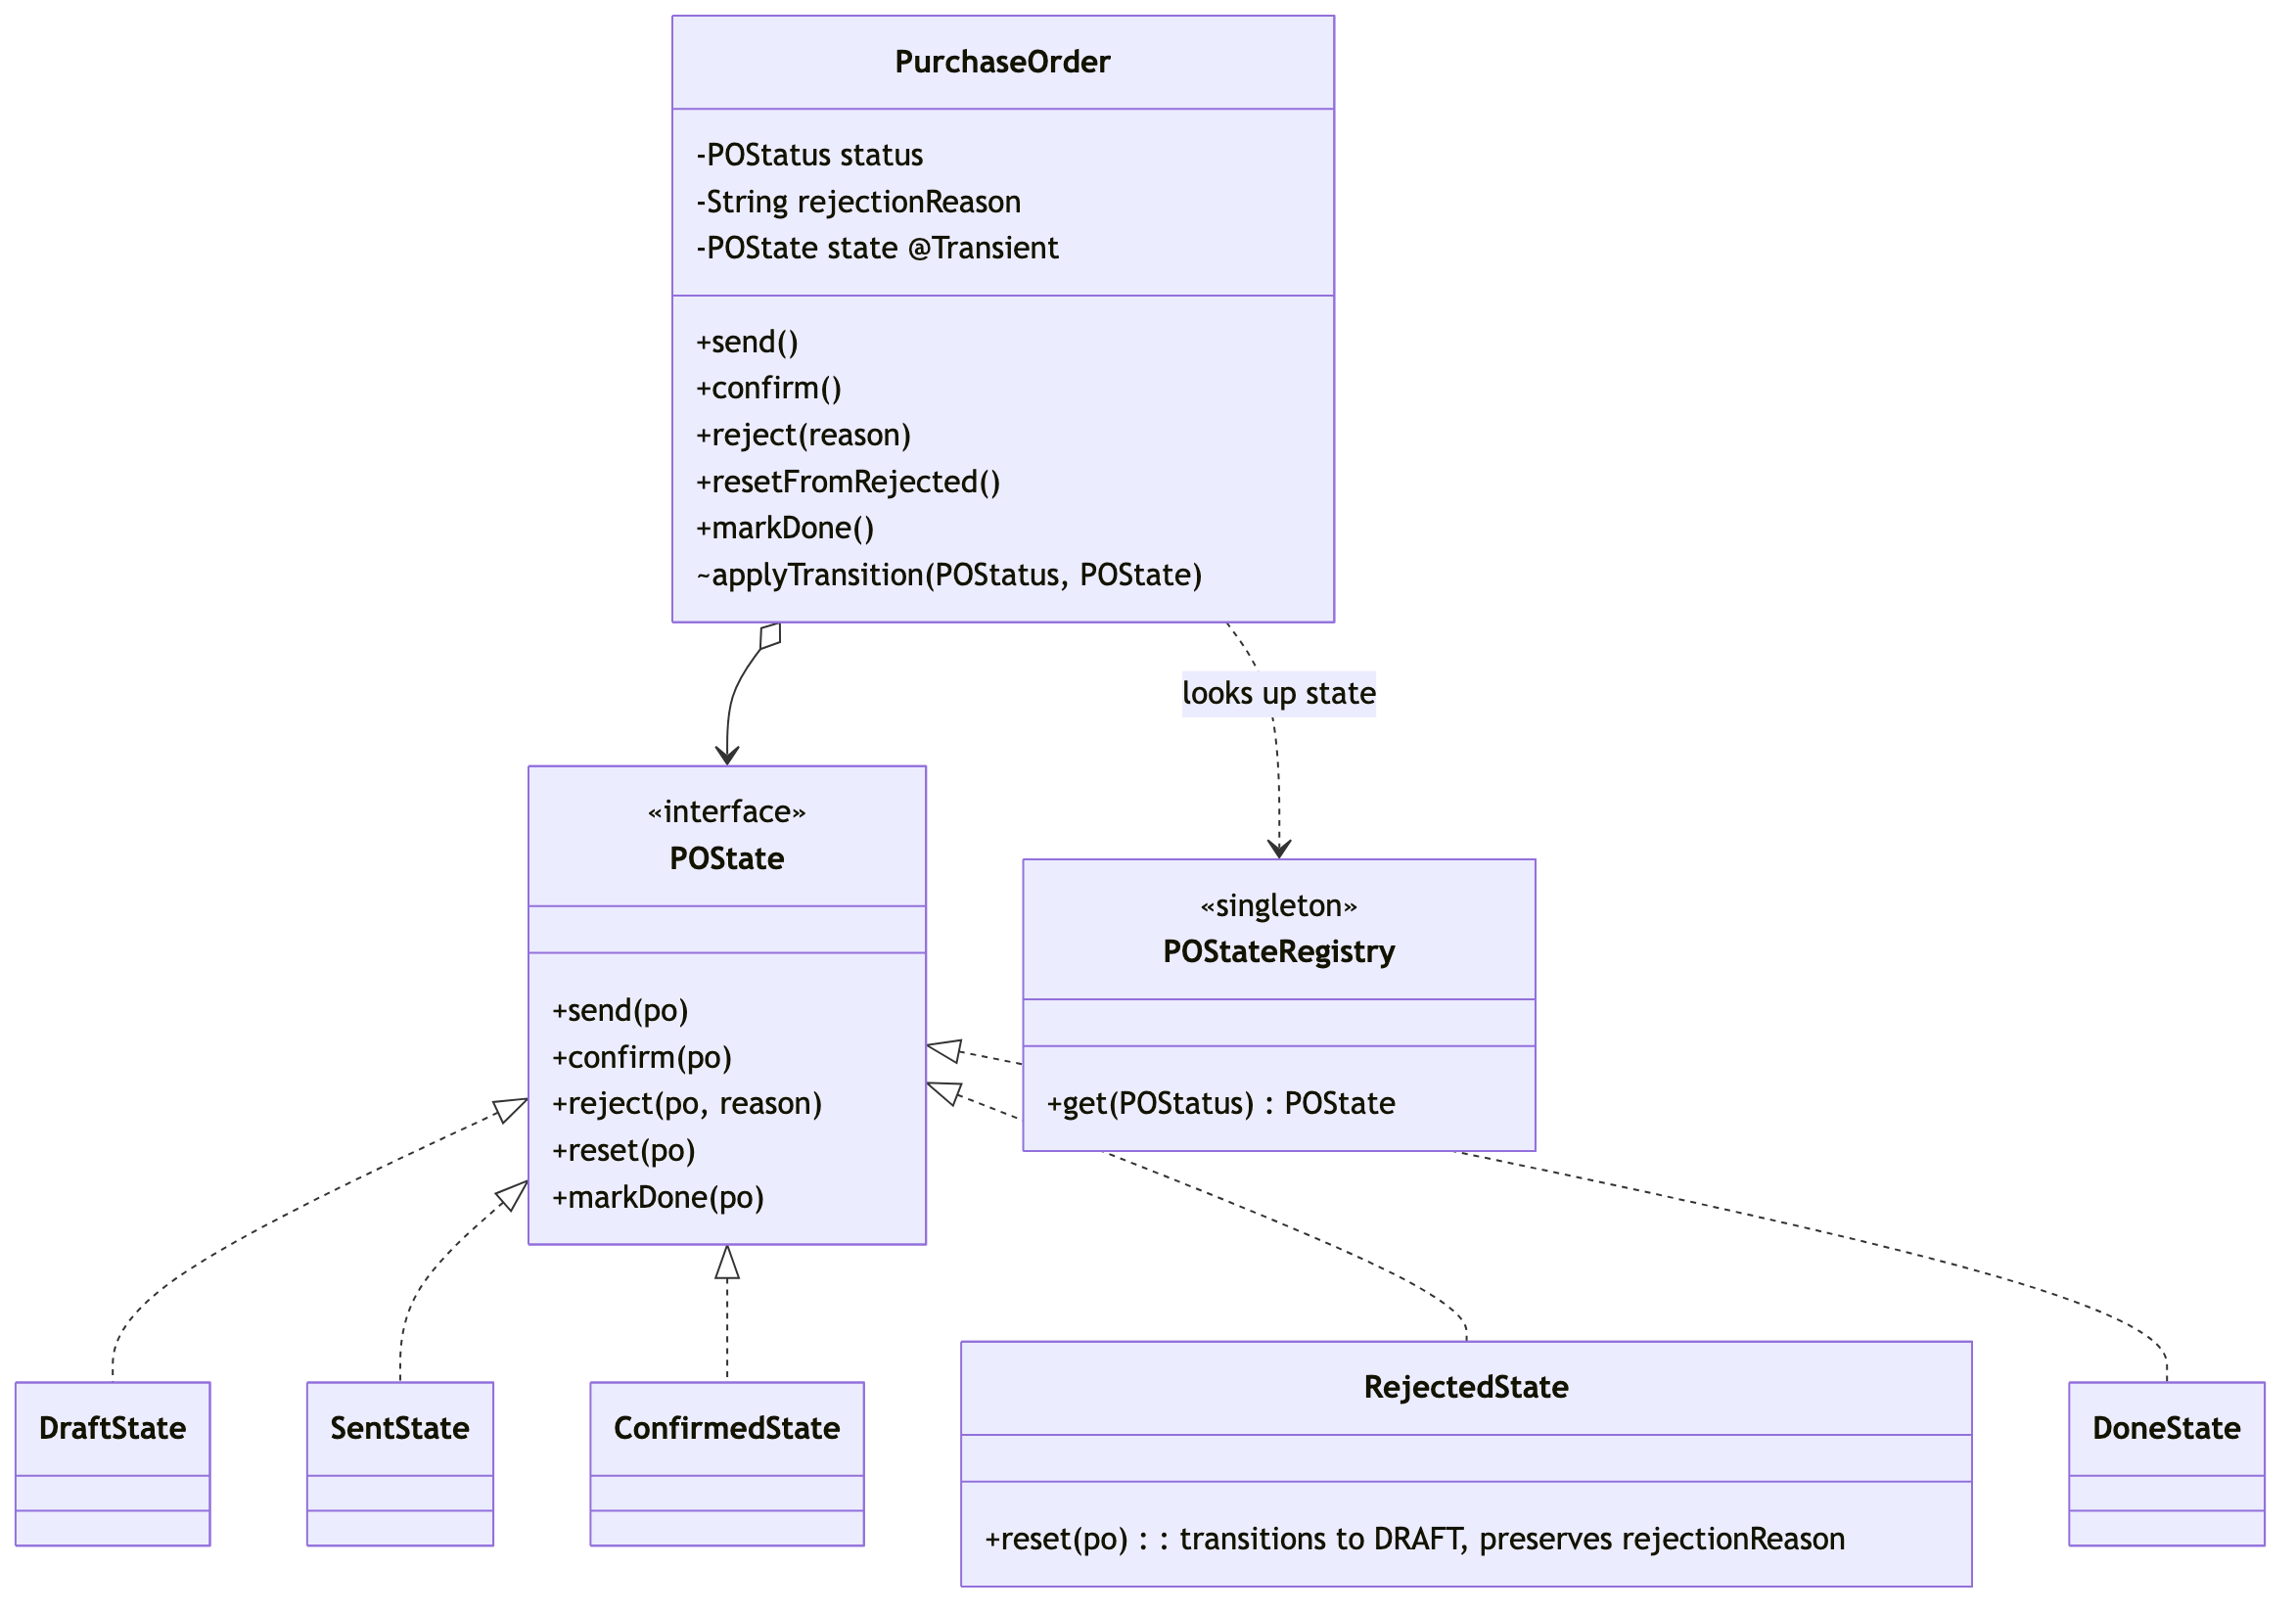 PurchaseOrder
-POStatus status
-String rejectionReason
-POState state @Transient
+send()
+confirm()
+reject(reason)
+resetFromRejected()
+markDone()
~applyTransition(POStatus, POState)
looks up state
«interface»
POState
+send(po)
+confirm(po)
+reject(po, reason)
+reset(po)
+markDone(po)
«singleton»
POStateRegistry
+get(POStatus) : POState
DraftState
SentState
ConfirmedState
RejectedState
+reset(po) : : transitions to DRAFT, preserves rejectionReason
DoneState